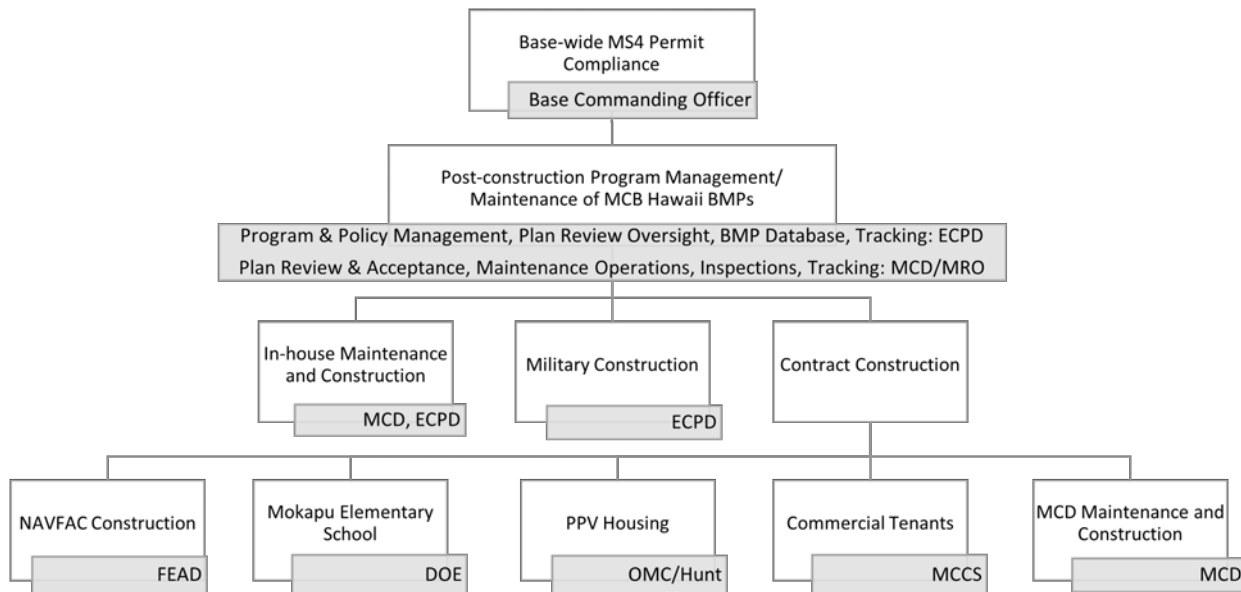 Base-wide MS4 Permit
Compliance
Base Commanding Officer
Post-construction Program Management/
Maintenance of MCB Hawaii BMPs
Program & Policy Management, Plan Review Oversight, BMP Database, Tracking: ECPD
Plan Review & Acceptance, Maintenance Operations, Inspections, Tracking: MCD/MRO
In-house Maintenance
and Construction
MCD, ECPD
Military Construction
ECPD
Contract Construction
NAVFAC Construction
FEAD
Mokapu Elementary
School
DOE
PPV Housing
OMC/Hunt
Commercial Tenants
MCCS
MCD Maintenance and
Construction
MCD